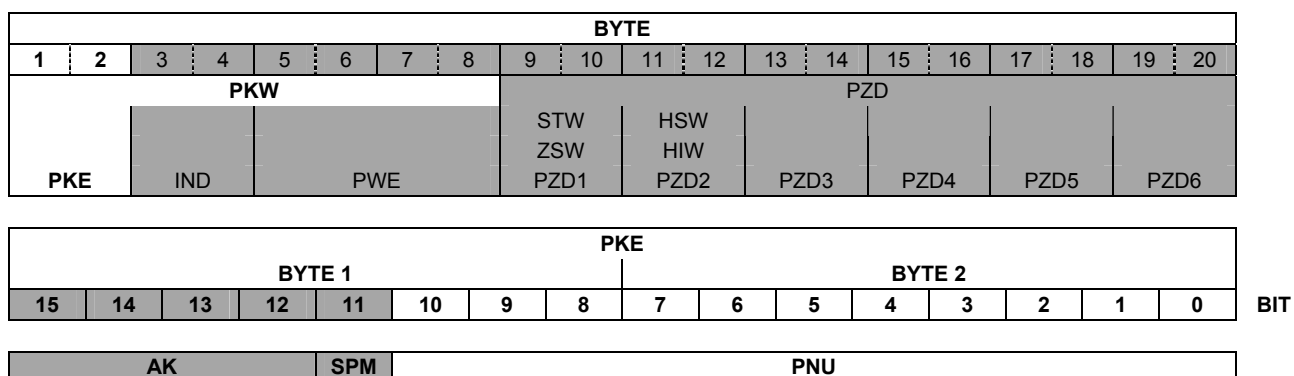 BYTE
1 2 3 4 5 6 7 8 9 10 11 12 13 14 15 16 17 18 19 20
PKW PZD
STW HSW
ZSW HIW
PKE IND PWE PZD1 PZD2 PZD3 PZD4 PZD5 PZD6
PKE
BYTE 1 BYTE 2
15 14 13 12 11 10 9 8 7 6 5 4 3 2 1 0 BIT
AK SPM PNU